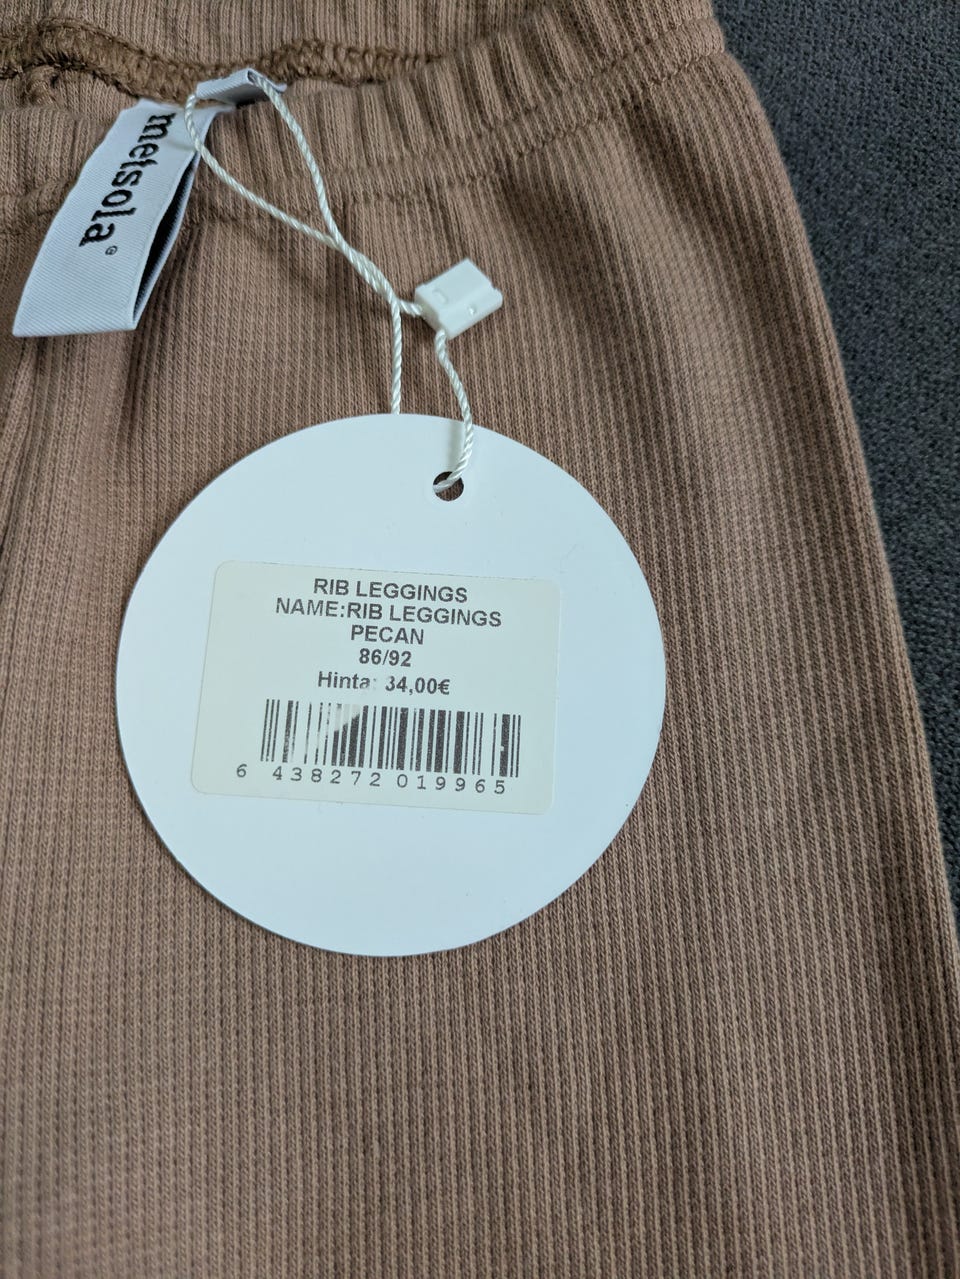 metsola®
RIB LEGGINGS
NAME:RIB LEGGINGS
PECAN
86/92
Hinta: 34,00€
6 438272 019965